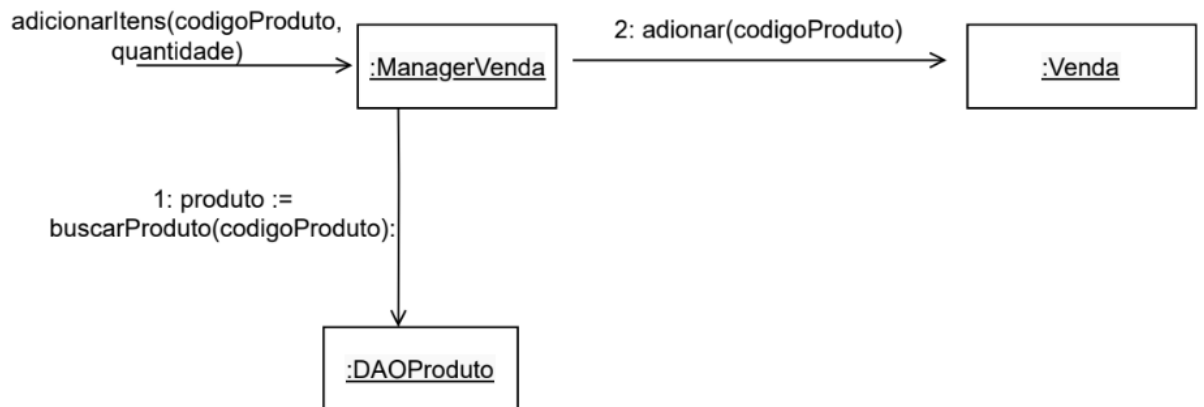 adicionarItens(codigoProduto,
quantidade)
:ManagerVenda
2: adionar(codigoProduto)
:Venda
1: produto :=
buscarProduto(codigoProduto):
:DAOProduto